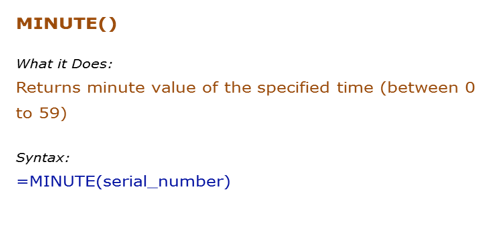 MINUTE()
What it Does:
Returns minute value of the specified time (between 0
to 59)
Syntax:
=MINUTE(serial_number)